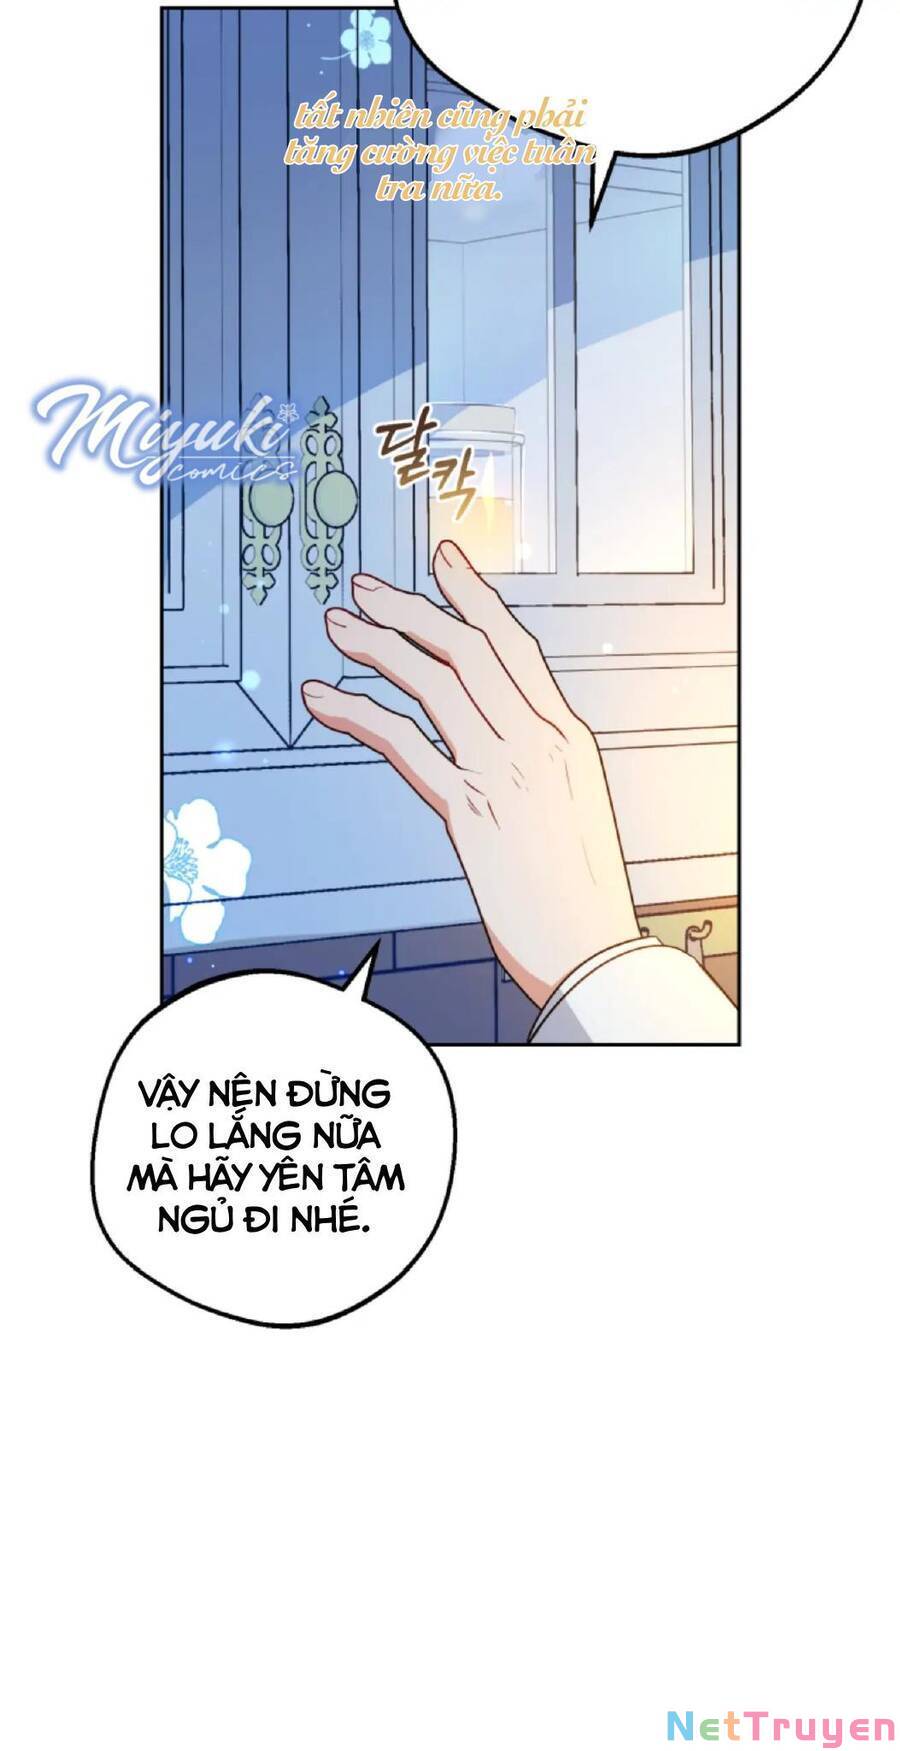 tất nhiên cũng phải
tăng cường việc tuần
tra nữa.
Miyuki
comics
달칵
VẬY NÊN ĐỪNG
LO LẮNG NỮA
MÀ HÃY YÊN TÂM
NGỦ ĐI NHÉ.
NetTruyen